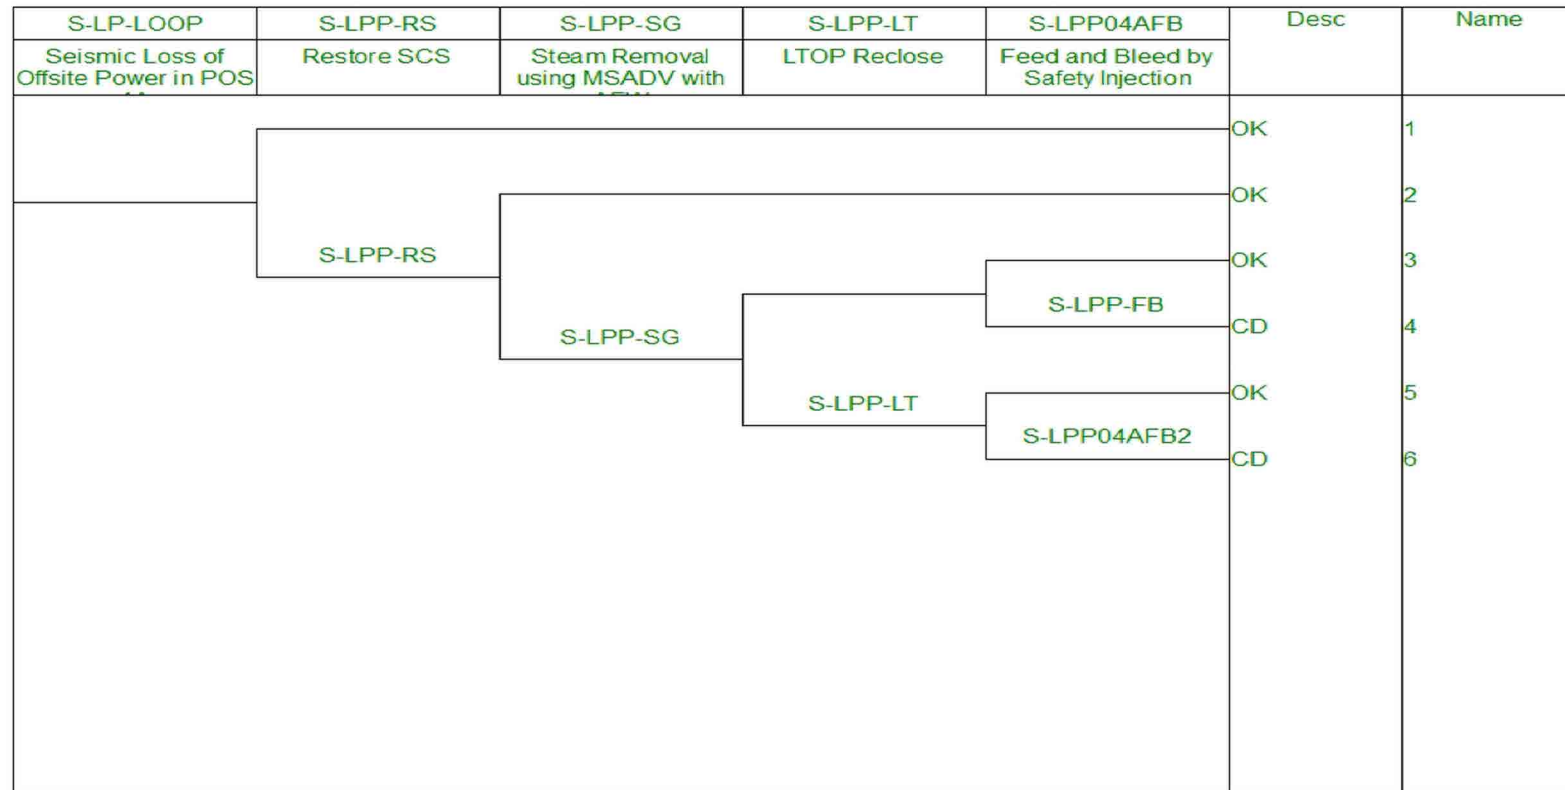 S-LP-LOOP S-LPP-RS S-LPP-SG S-LPP-LT S-LPP04AFB Desc Name
Seismic Loss of Restore SCS Steam Removal LTOP Reclose Feed and Bleed by
Offsite Power in POS using MSADV with Safety Injection
OK 1
OK 2
S-LPP-RS
OK 3
S-LPP-FB
CD 4
S-LPP-SG
OK 5
S-LPP-LT
S-LPP04AFB2
CD 6